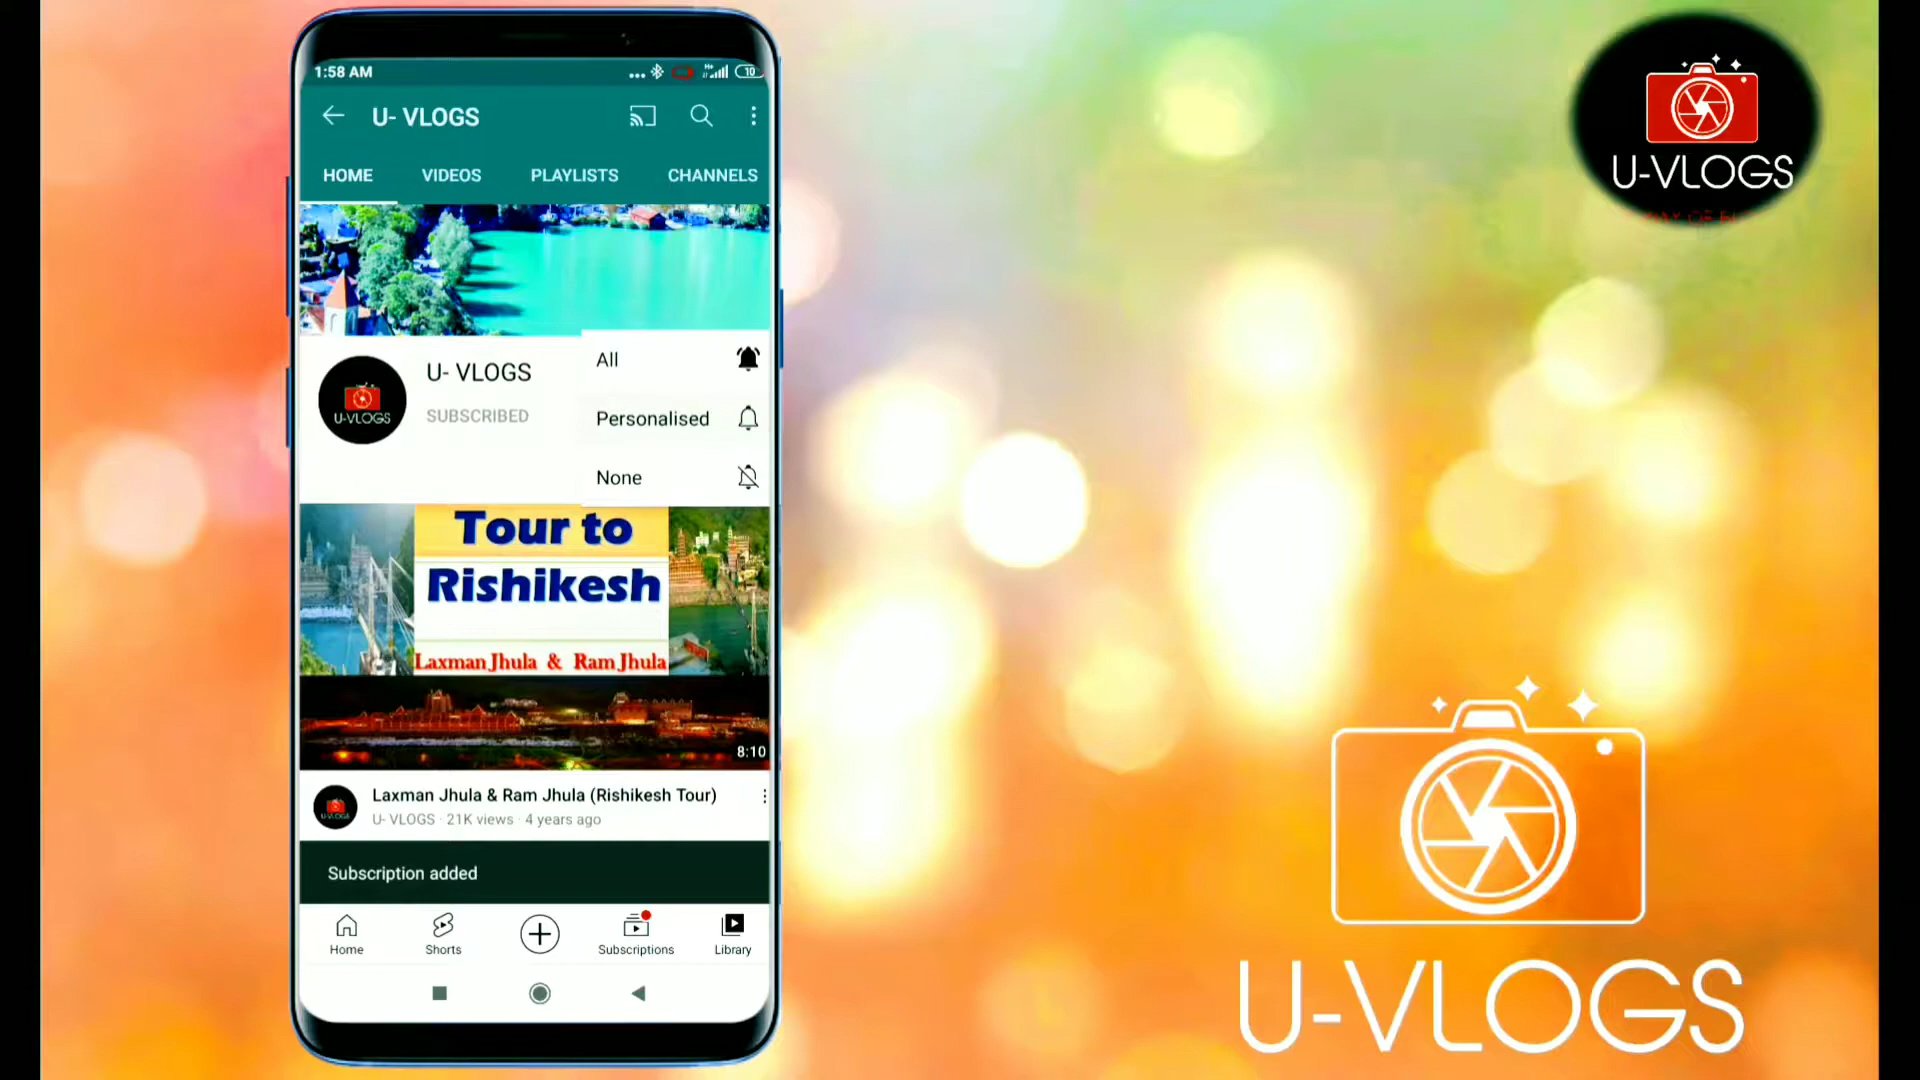 1:58 AM
10
U- VLOGS
HOME VIDEOS PLAYLISTS CHANNELS
U- VLOGS
SUBSCRIBED
U-VLOGS
All
Personalised
None
Tour to
Rishikesh
Laxman Jhula & Ram Jhula
8:10
Laxman Jhula & Ram Jhula (Rishikesh Tour)
U- VLOGS · 21K views · 4 years ago
U-VLOGS
Subscription added
Home Shorts Subscriptions Library
U-VLOGS
U-VLOGS